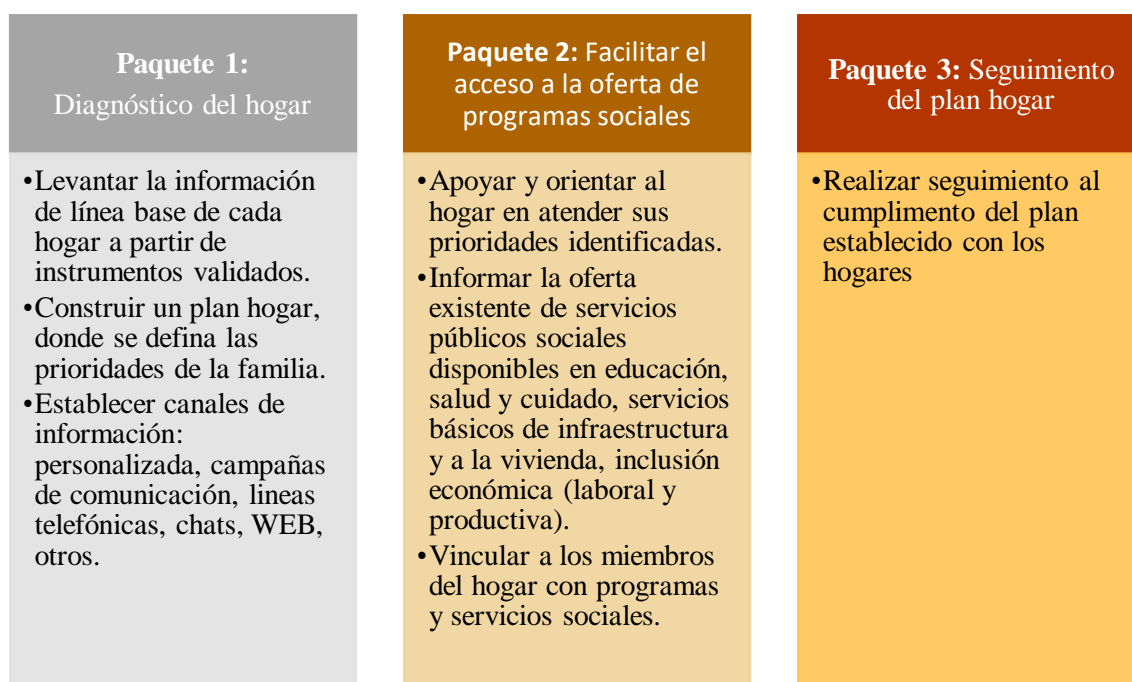 Paquete 1:
Diagnóstico del hogar
•Levantar la información
de línea base de cada
hogar a partir de
instrumentos validados.
•Construir un plan hogar,
donde se defina las
prioridades de la familia.
•Establecer canales de
información:
personalizada, campañas
de comunicación, lineas
telefónicas, chats, WEB,
otros.
Paquete 2: Facilitar el
acceso a la oferta de
programas sociales
•Apoyar y orientar al
hogar en atender sus
prioridades identificadas.
•Informar la oferta
existente de servicios
públicos sociales
disponibles en educación,
salud y cuidado, servicios
básicos de infraestructura
y a la vivienda, inclusión
económica (laboral y
productiva).
•Vincular a los miembros
del hogar con programas
y servicios sociales.
Paquete 3: Seguimiento
del plan hogar
•Realizar seguimiento al
cumplimento del plan
establecido con los
hogares